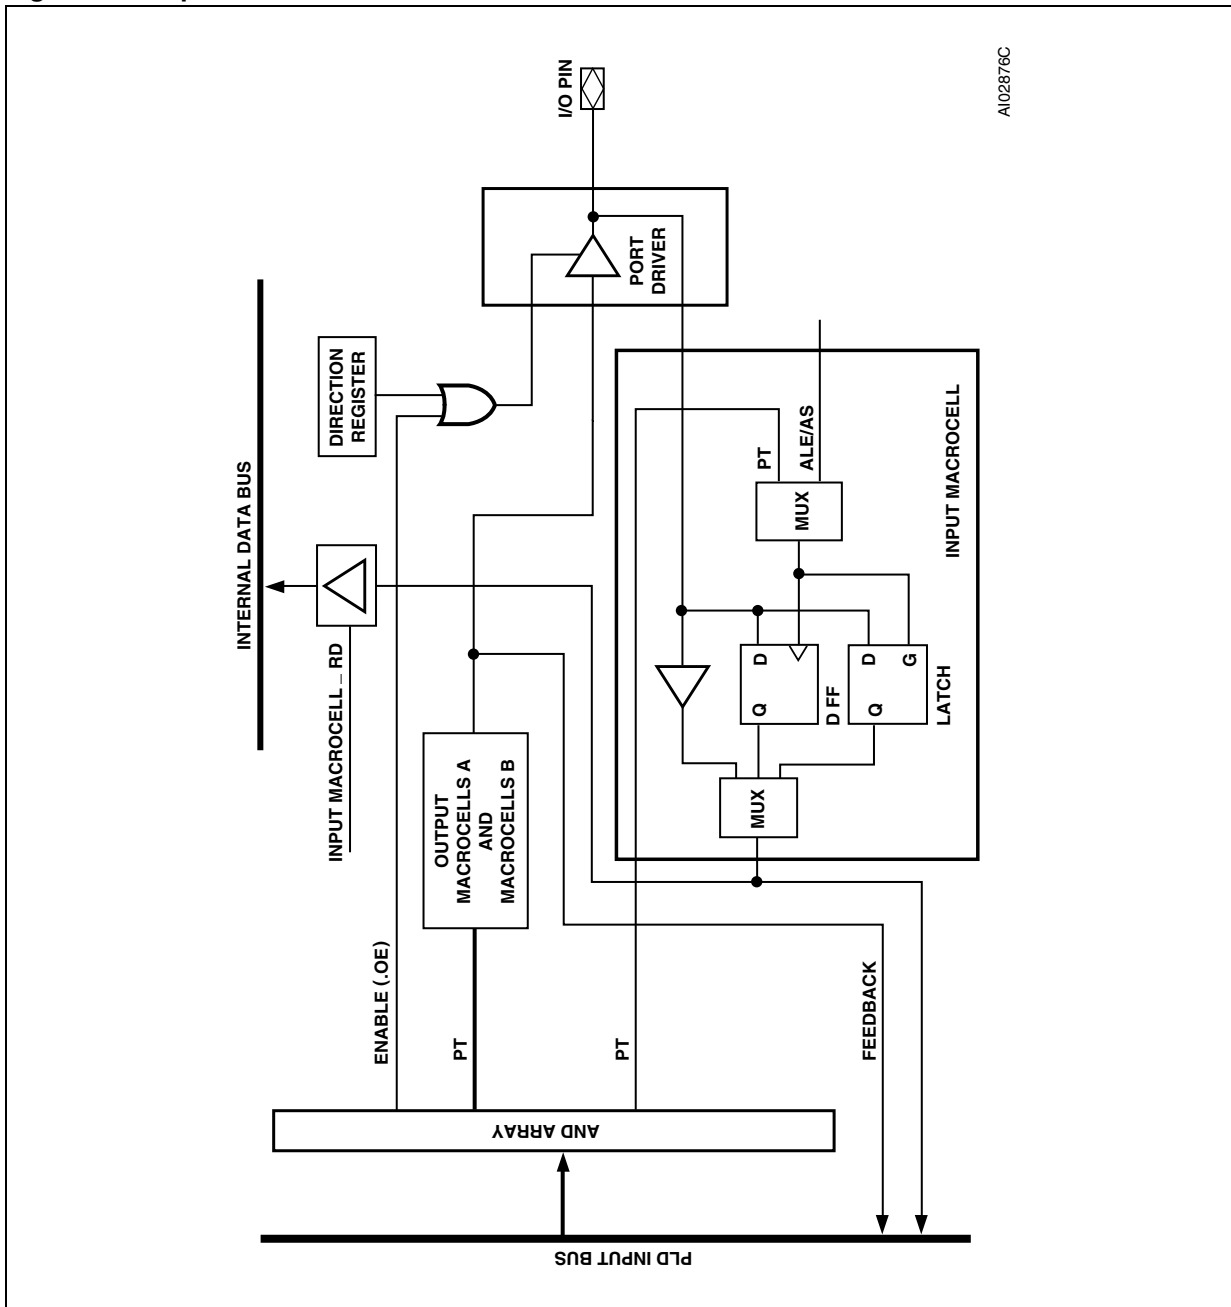 INTERNAL DATA BUS
INPUT MACROCELL _ RD
DIRECTION
REGISTER
ENABLE (.OE)
OUTPUT
MACROCELLS A
AND
MACROCELLS B
PT
I/O PIN
PORT
DRIVER
PT
AND ARRAY
PLD INPUT BUS
MUX
PT
ALE/AS
D
Q
D FF
D
G
Q
LATCH
MUX
INPUT MACROCELL
FEEDBACK
AI02876C